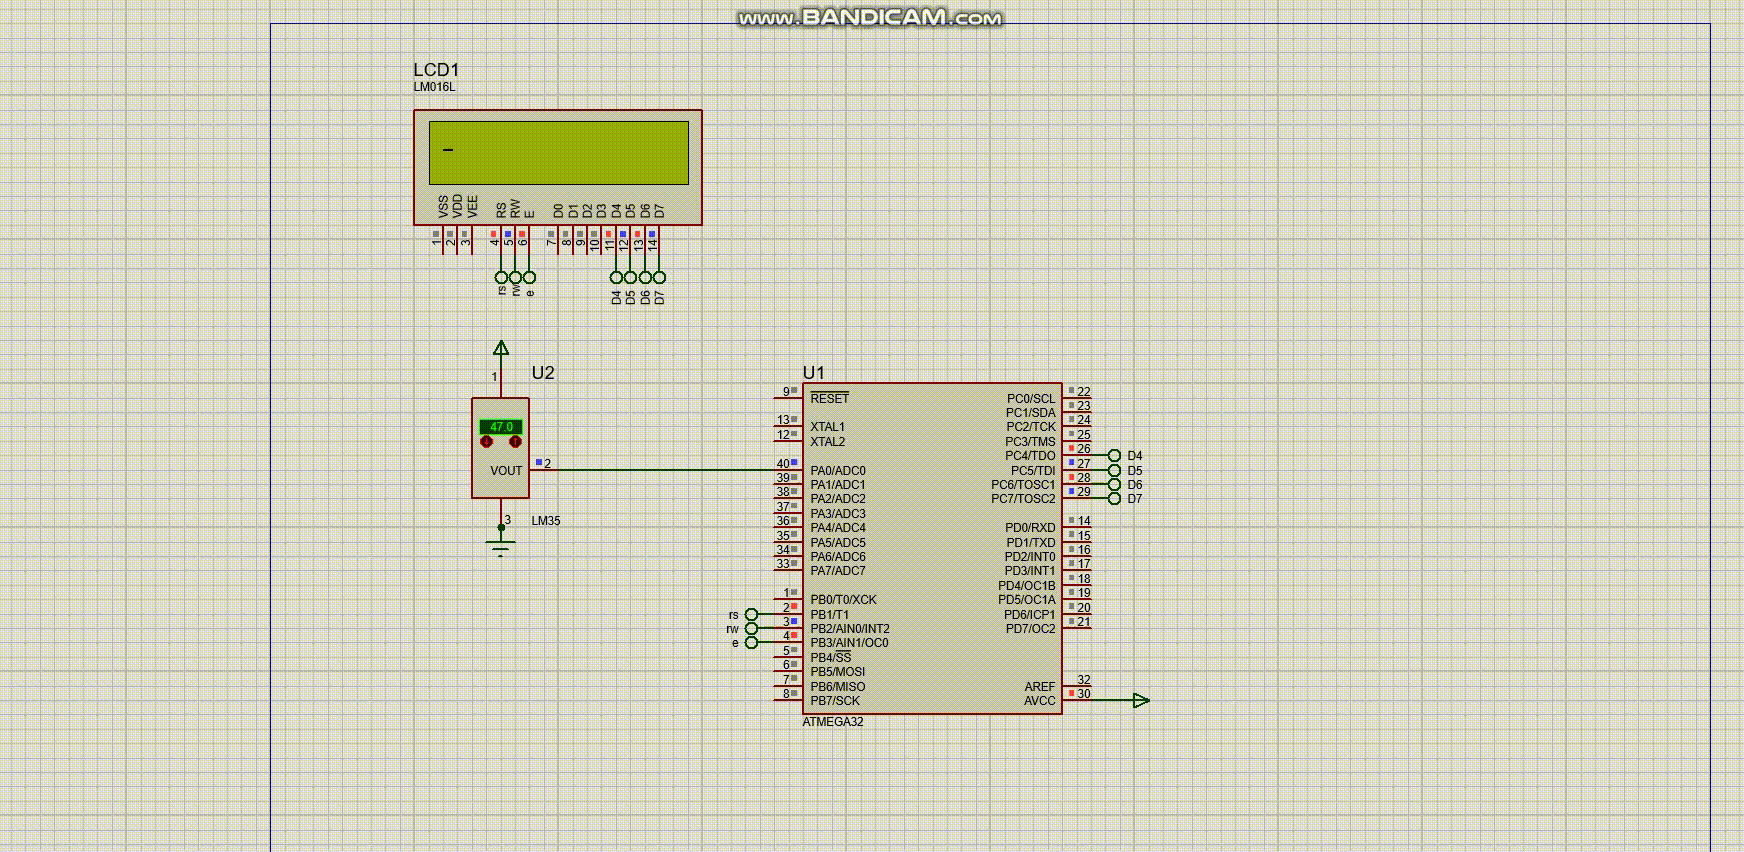 www.BANDICAM.com
LCD1
LM016L
VSS
VDD
VEE
RS
RW
E
D0
D1
D2
D3
D4
D5
D6
D7
1
2
3
4
5
6
7
8
9
10
11
12
13
14
rs
rw
e
D4
D5
D6
D7
1
U2
47.0
VOUT
2
3
LM35
U1
9 RESET
13 XTAL1
12 XTAL2
40 PA0/ADC0
39 PA1/ADC1
38 PA2/ADC2
37 PA3/ADC3
36 PA4/ADC4
35 PA5/ADC5
34 PA6/ADC6
33 PA7/ADC7
1 PB0/T0/XCK
rs 2 PB1/T1
rw 3 PB2/AIN0/INT2
e 4 PB3/AIN1/OC0
5 PB4/SS
6 PB5/MOSI
7 PB6/MISO
8 PB7/SCK
PC0/SCL 22
PC1/SDA 23
PC2/TCK 24
PC3/TMS 25
PC4/TDO 26 D4
PC5/TDI 27 D5
PC6/TOSC1 28 D6
PC7/TOSC2 29 D7
PD0/RXD 14
PD1/TXD 15
PD2/INT0 16
PD3/INT1 17
PD4/OC1B 18
PD5/OC1A 19
PD6/ICP1 20
PD7/OC2 21
AREF 32
AVCC 30
ATMEGA32